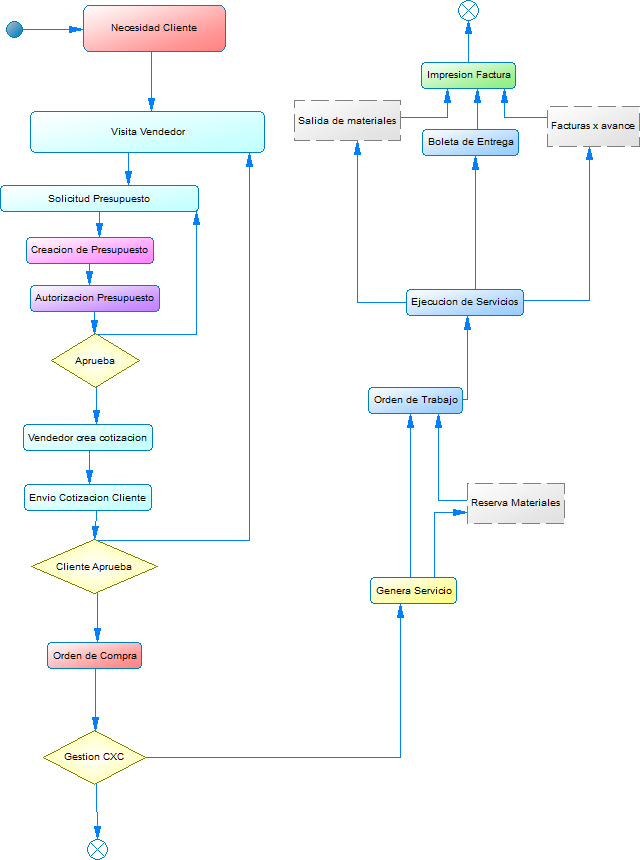 Necesidad Cliente
Visita Vendedor
Solicitud Presupuesto
Creacion de Presupuesto
Autorizacion Presupuesto
Aprueba
Vendedor crea cotizacion
Envio Cotizacion Cliente
Cliente Aprueba
Orden de Compra
Gestion CXC
Impresion Factura
Salida de materiales
Boleta de Entrega
Facturas x avance
Ejecucion de Servicios
Orden de Trabajo
Reserva Materiales
Genera Servicio